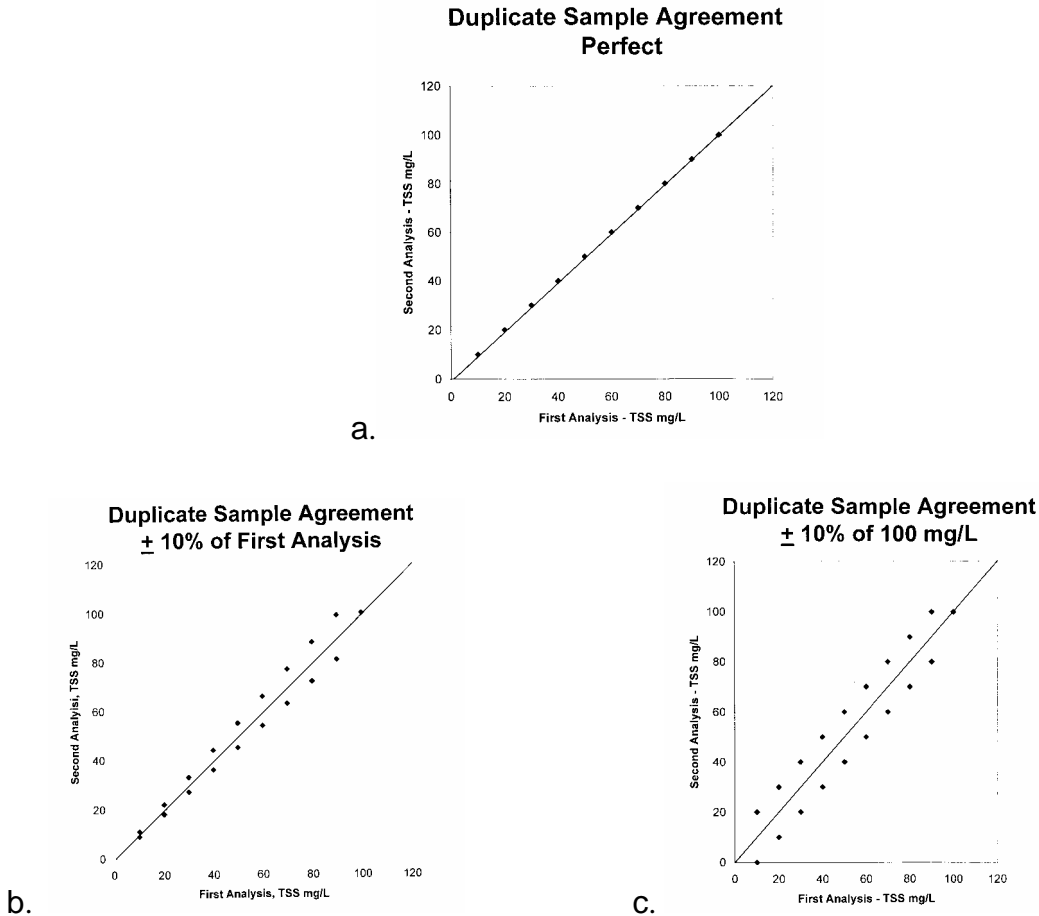 Duplicate Sample Agreement
Perfect
120
100
80
60
40
20
0
Second Analysis - TSS mg/L
0 20 40 60 80 100 120
First Analysis - TSS mg/L
a.
Duplicate Sample Agreement
+ 10% of First Analysis
120
100
80
60
40
20
0
Second Analyisi, TSS mg/L
0 20 40 60 80 100 120
First Analysis, TSS mg/L
b.
Duplicate Sample Agreement
+ 10% of 100 mg/L
120
100
80
60
40
20
0
Second Analysis - TSS mg/L
0 20 40 60 80 100 120
First Analysis - TSS mg/L
c.